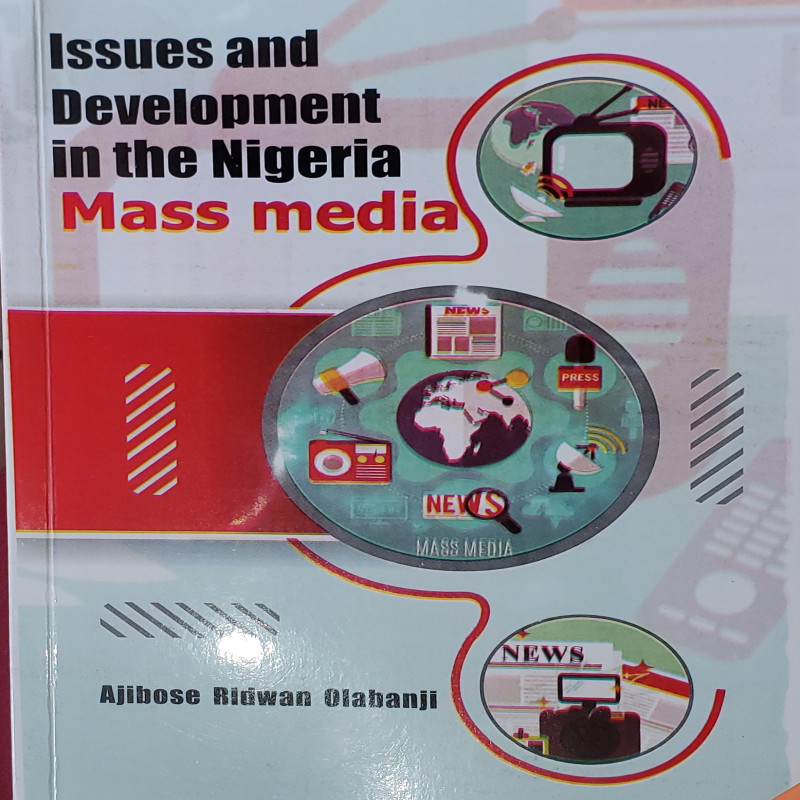 Issues and
Development
in the Nigeria
Mass media
NEWS
PRESS
NEWS
MASS MEDIA
NEWS
Ajibose Ridwan Olabanji